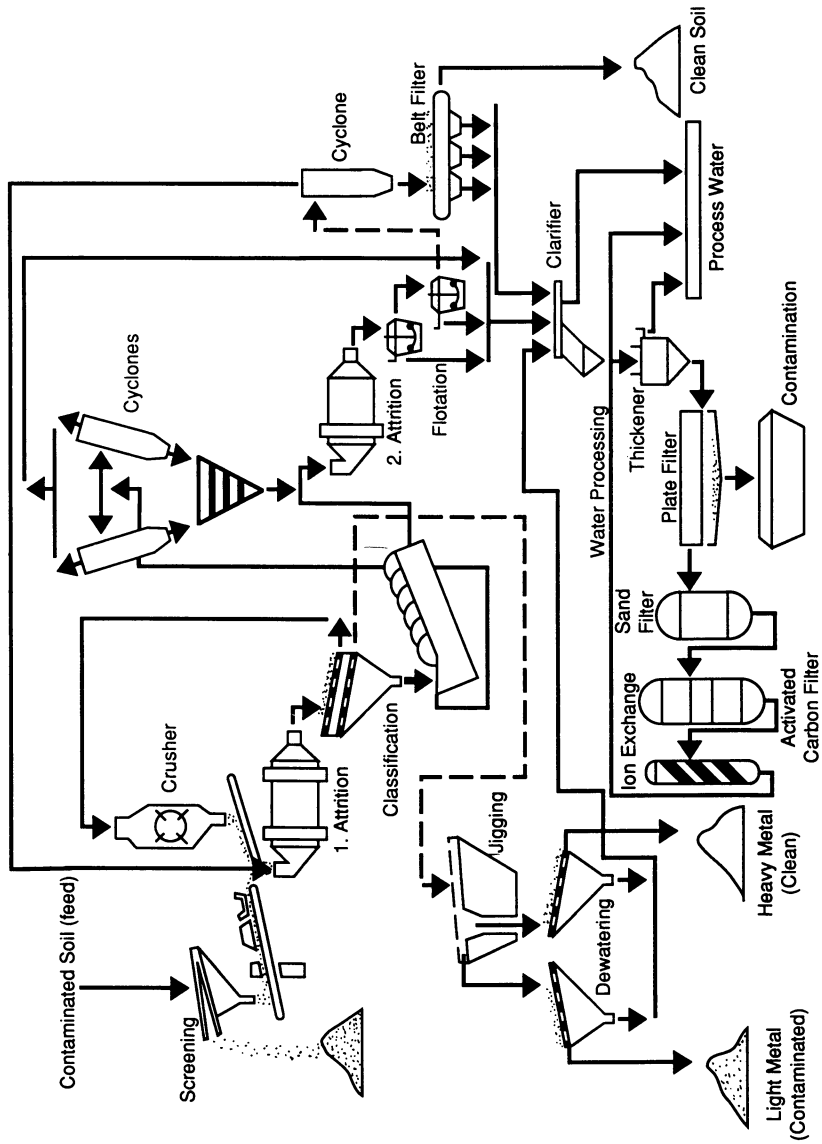 Contaminated Soil (feed)
Screening
Crusher
1. Attrition
Classification
Cyclones
2. Attrition
Flotation
Cyclone
Belt Filter
Clean Soil
Clarifier
Process Water
Water Processing
Thickener
Plate Filter
Contamination
Sand
Filter
Ion Exchange
Activated
Carbon Filter
Jigging
Dewatering
Heavy Metal
(Clean)
Light Metal
(Contaminated)